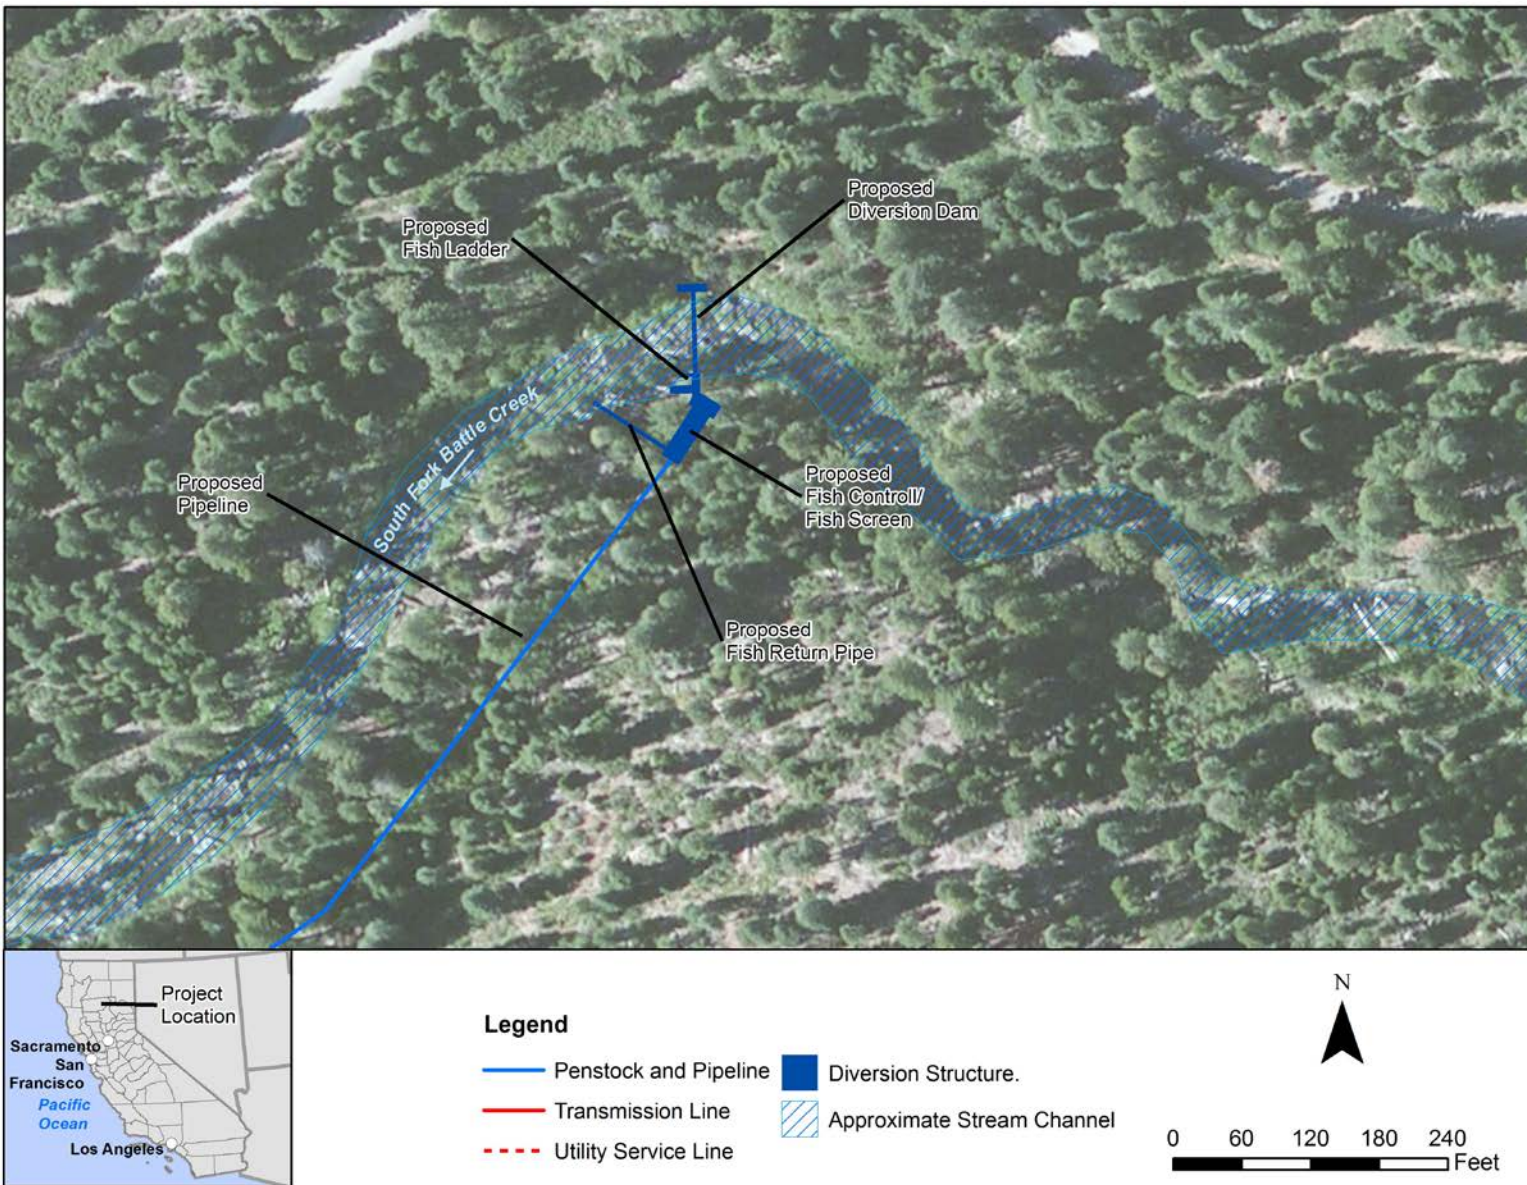 Proposed
Diversion Dam
Proposed
Fish Ladder
South Fork Battle Creek
Proposed
Pipeline
Proposed
Fish Controll/
Fish Screen
Proposed
Fish Return Pipe
Project
Location
Sacramento
San
Francisco
Pacific
Ocean
Los Angeles
Legend
Penstock and Pipeline
Transmission Line
Utility Service Line
Diversion Structure.
Approximate Stream Channel
N
0 60 120 180 240
Feet